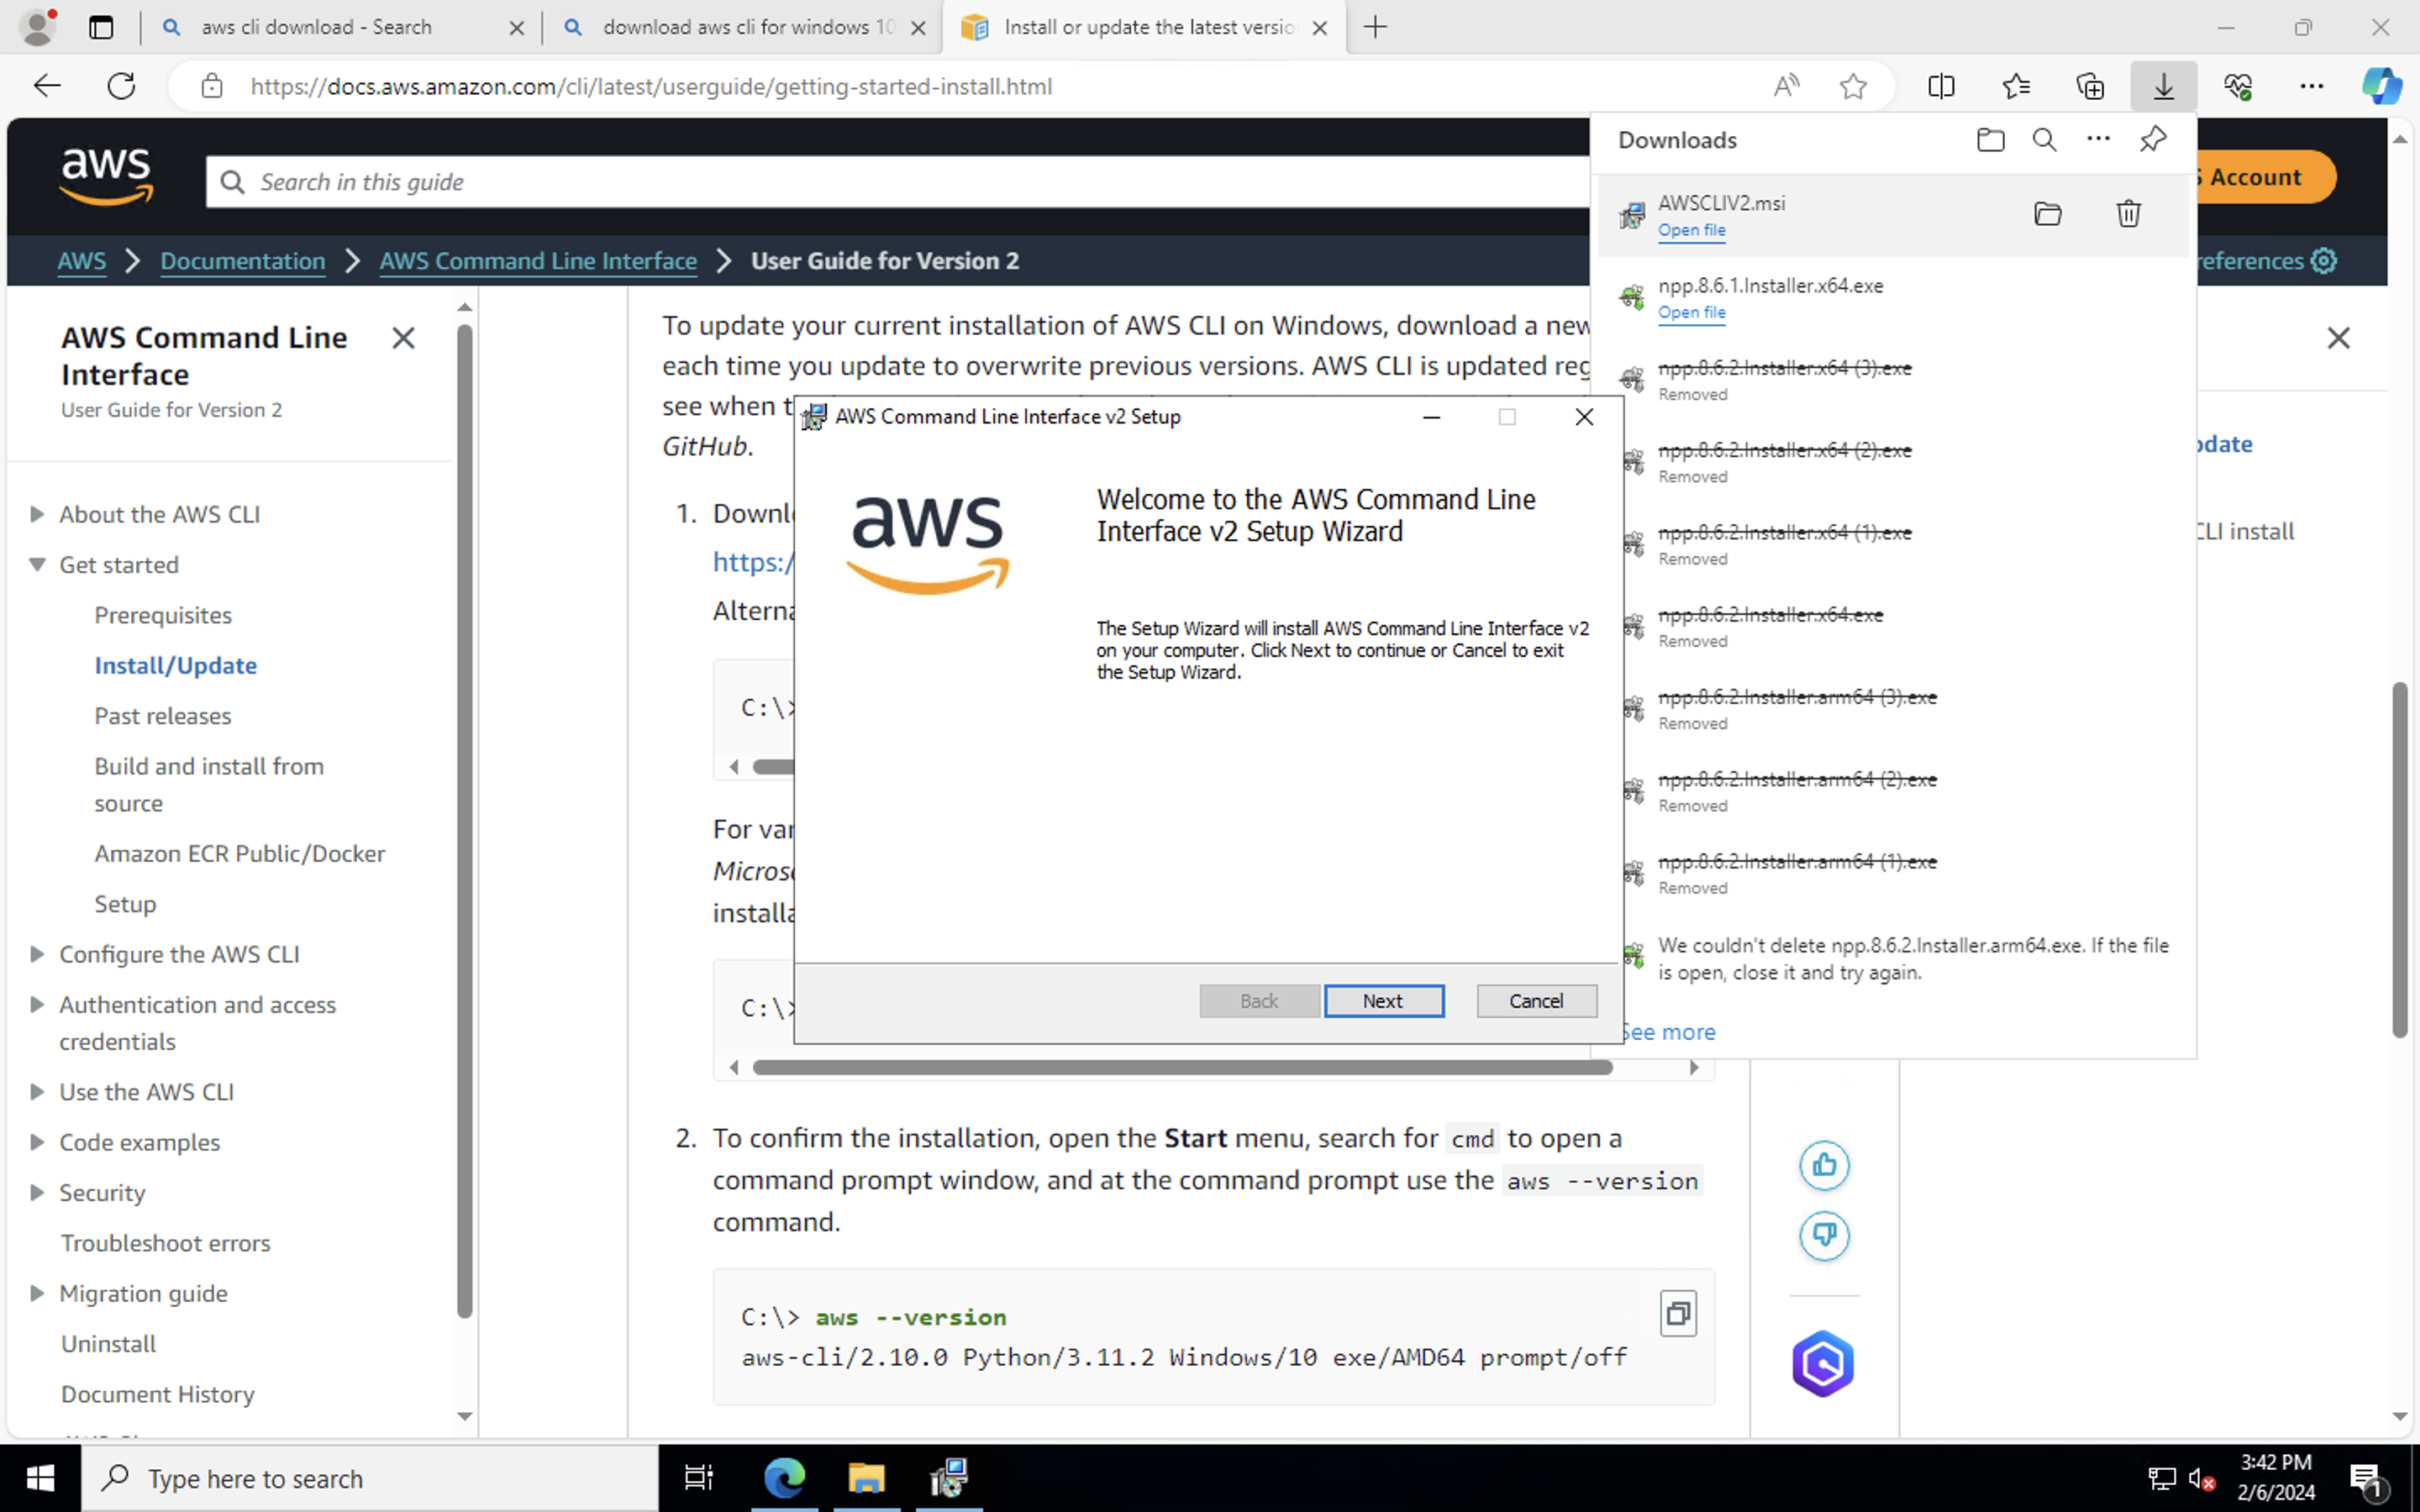 aws cli download - Search
download aws cli for windows 10
Install or update the latest versio
https://docs.aws.amazon.com/cli/latest/userguide/getting-started-install.html
aws
Search in this guide
Account
AWS
Documentation
AWS Command Line Interface
User Guide for Version 2
references
Downloads
AWSCLIV2.msi
Open file
npp.8.6.1.Installer.x64.exe
Open file
npp.8.6.2.Installer.x64 (3).exe
Removed
npp.8.6.2.Installer.x64 (2).exe
Removed
npp.8.6.2.Installer.x64 (1).exe
Removed
npp.8.6.2.Installer.x64.exe
Removed
npp.8.6.2.Installer.arm64 (3).exe
Removed
npp.8.6.2.Installer.arm64 (2).exe
Removed
npp.8.6.2.Installer.arm64 (1).exe
Removed
We couldn't delete npp.8.6.2.Installer.arm64.exe. If the file
is open, close it and try again.
See more
AWS Command Line
Interface
User Guide for Version 2
About the AWS CLI
Get started
Prerequisites
Install/Update
Past releases
Build and install from
source
Amazon ECR Public/Docker
Setup
Configure the AWS CLI
Authentication and access
credentials
Use the AWS CLI
Code examples
Security
Troubleshoot errors
Migration guide
Uninstall
Document History
To update your current installation of AWS CLI on Windows, download a new
each time you update to overwrite previous versions. AWS CLI is updated reg
see when t
GitHub.
1. Downl
https:/
Alterna
C:\>
For var
Micros
installa
C:\>
AWS Command Line Interface v2 Setup
aws
Welcome to the AWS Command Line
Interface v2 Setup Wizard
The Setup Wizard will install AWS Command Line Interface v2
on your computer. Click Next to continue or Cancel to exit
the Setup Wizard.
Back
Next
Cancel
2. To confirm the installation, open the Start menu, search for cmd to open a
command prompt window, and at the command prompt use the aws --version
command.
C:\> aws --version
aws-cli/2.10.0 Python/3.11.2 Windows/10 exe/AMD64 prompt/off
pdate
CLI install
Type here to search
3:42 PM
2/6/2024
1